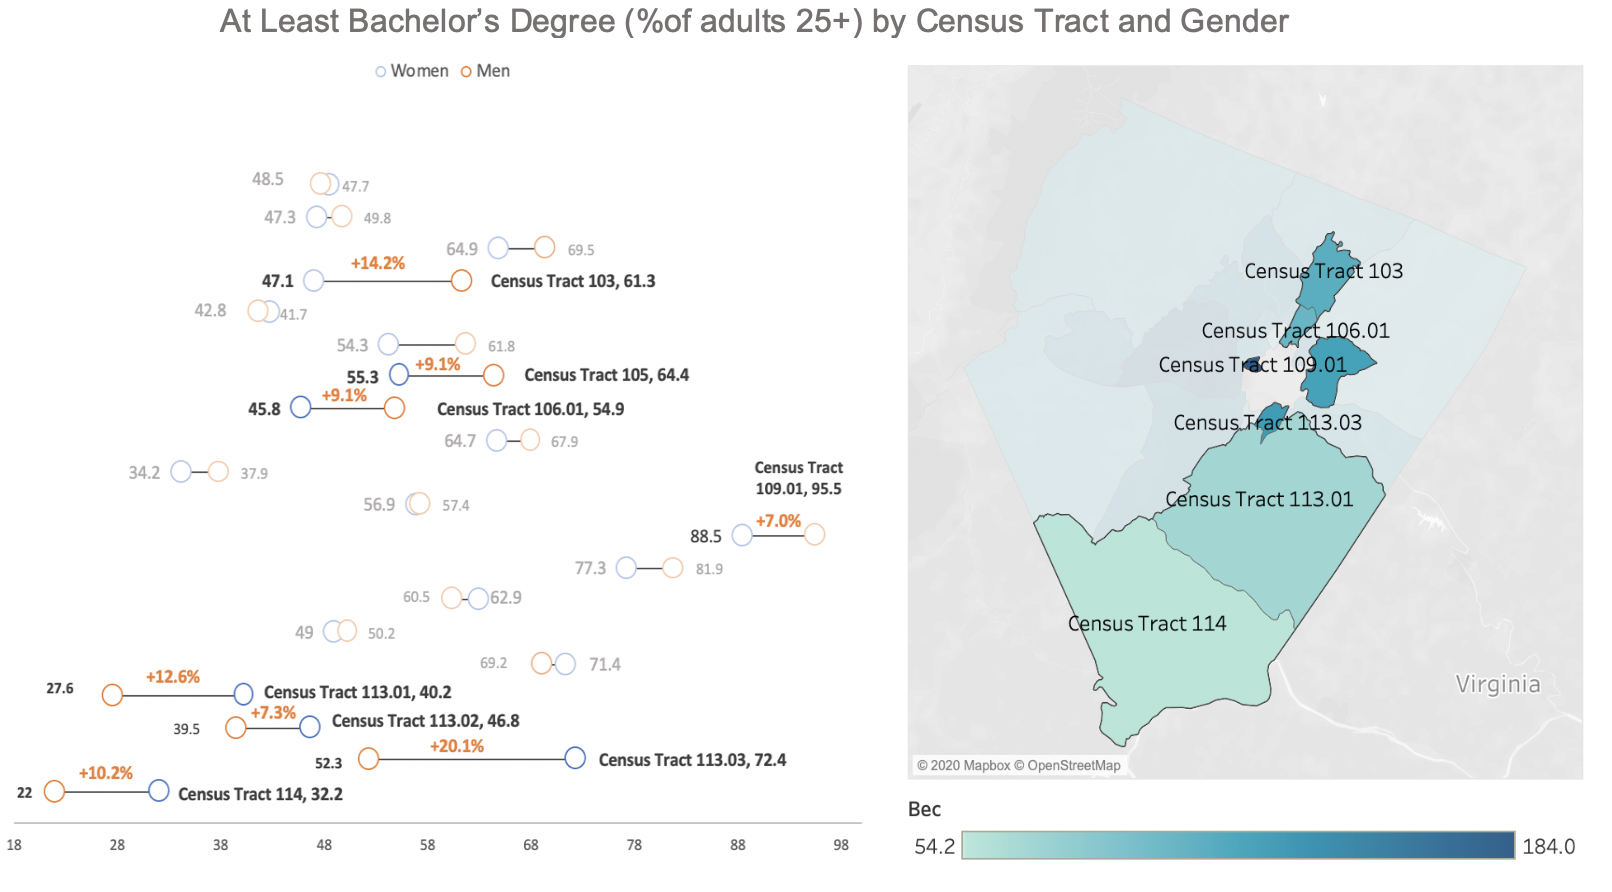 At Least Bachelor's Degree (%of adults 25+) by Census Tract and Gender
Women Men
48.5 47.7
47.3 49.8
64.9 69.5
+14.2%
47.1 Census Tract 103, 61.3
42.8 41.7
54.3 61.8
+9.1%
55.3 Census Tract 105, 64.4
+9.1%
45.8 Census Tract 106.01, 54.9
64.7 67.9
34.2 37.9
Census Tract
109.01, 95.5
56.9 57.4
+7.0%
88.5
77.3 81.9
60.5 62.9
49 50.2
69.2 71.4
+12.6%
27.6 Census Tract 113.01, 40.2
+7.3%
39.5 Census Tract 113.02, 46.8
+20.1%
52.3 Census Tract 113.03, 72.4
+10.2%
22 Census Tract 114, 32.2
18 28 38 48 58 68 78 88 98
Census Tract 103
Census Tract 106.01
Census Tract 109.01
Census Tract 113.03
Census Tract 113.01
Census Tract 114
Virginia
© 2020 Mapbox © OpenStreetMap
Bec
54.2 184.0